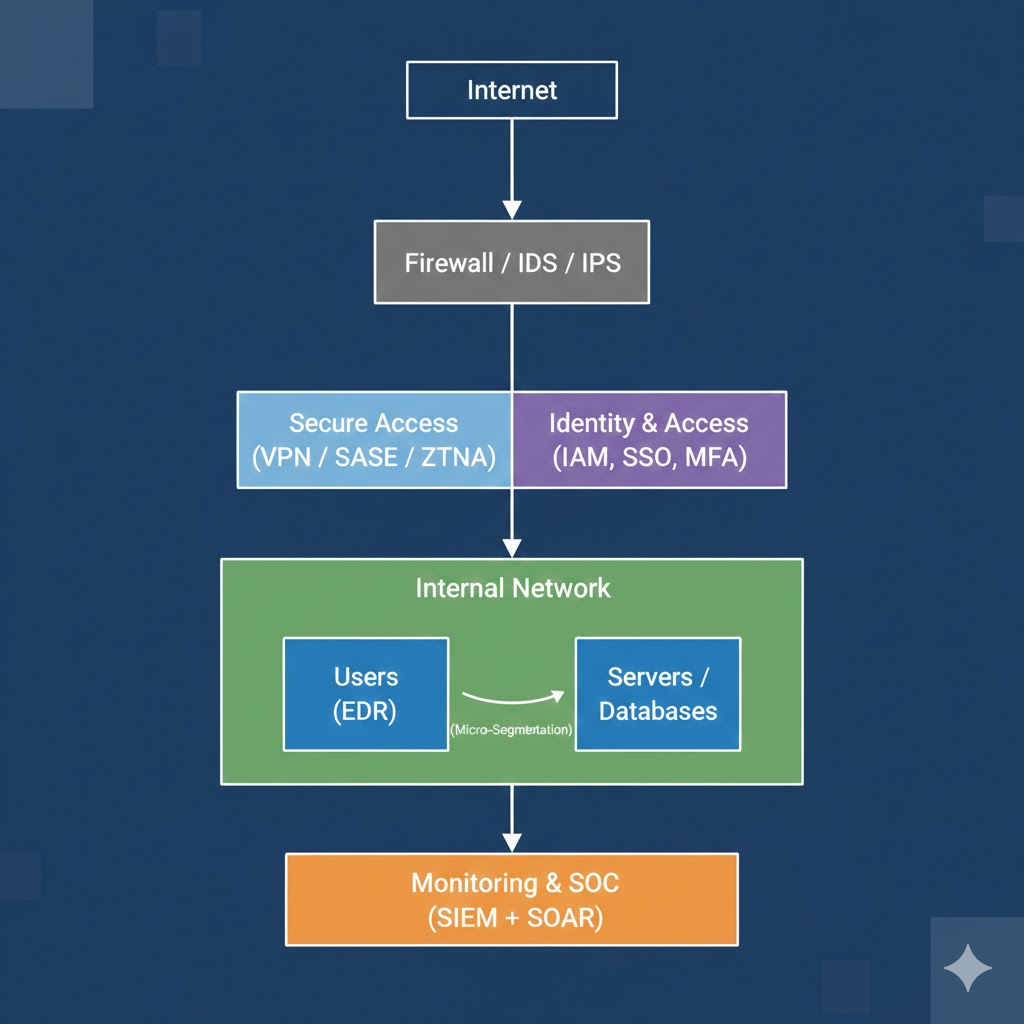 Internet
Firewall / IDS / IPS
Secure Access
(VPN / SASE / ZTNA)
Identity & Access
(IAM, SSO, MFA)
Internal Network
Users
(EDR)
(Micro-Segmentation)
Servers /
Databases
Monitoring & SOC
(SIEM + SOAR)